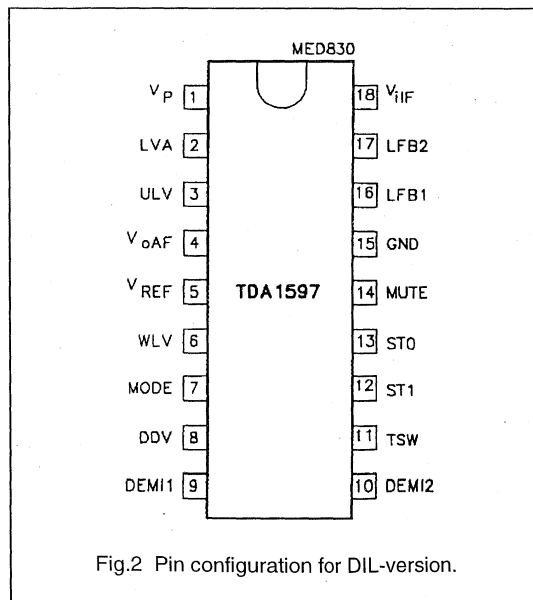 MED830
VP 1
18 ViIF
LVA 2
17 LFB2
ULV 3
16 LFB1
VoAF 4
15 GND
VREF 5
TDA1597
14 MUTE
WLV 6
13 ST0
MODE 7
12 ST1
DDV 8
11 TSW
DEMI1 9
10 DEMI2
Fig.2 Pin configuration for DIL-version.